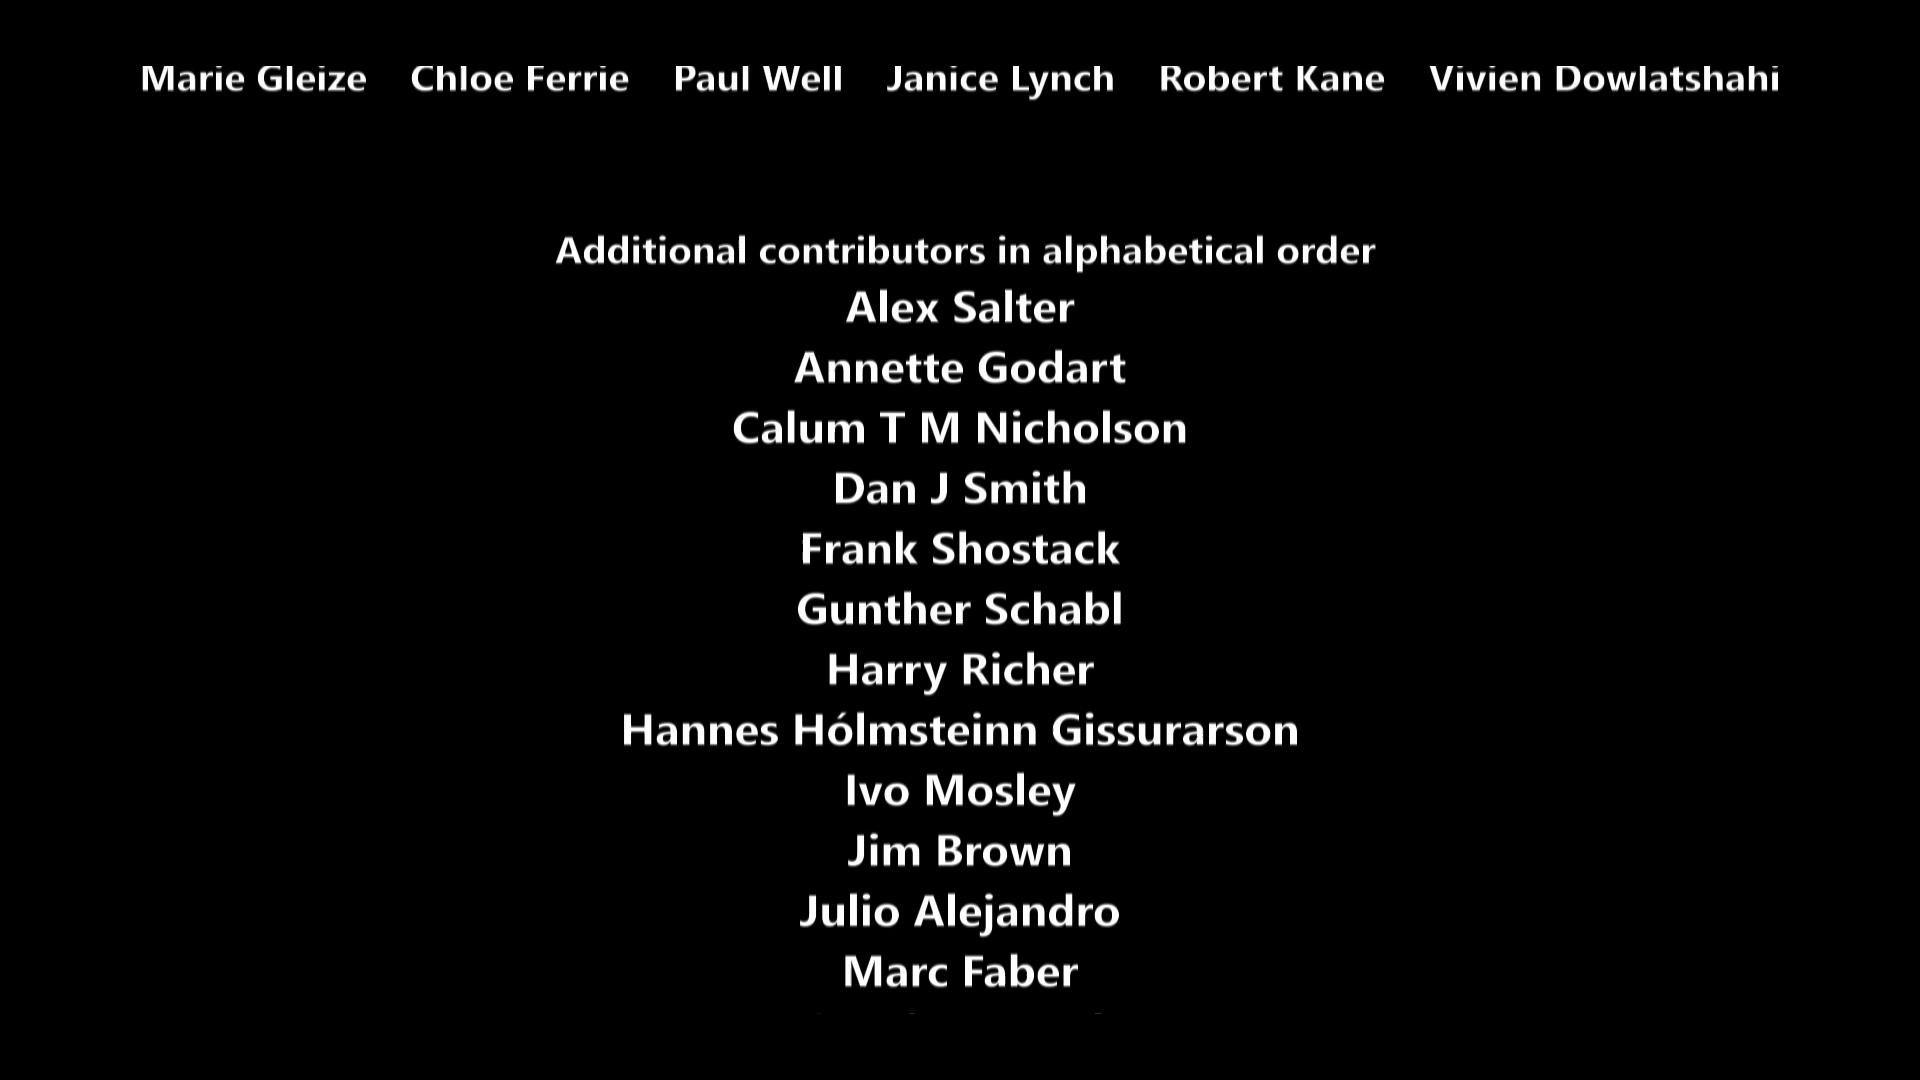 Marie Gleize Chloe Ferrie Paul Well Janice Lynch Robert Kane Vivien Dowlatshahi
Additional contributors in alphabetical order
Alex Salter
Annette Godart
Calum T M Nicholson
Dan J Smith
Frank Shostack
Gunther Schabl
Harry Richer
Hannes Hólmsteinn Gissurarson
Ivo Mosley
Jim Brown
Julio Alejandro
Marc Faber